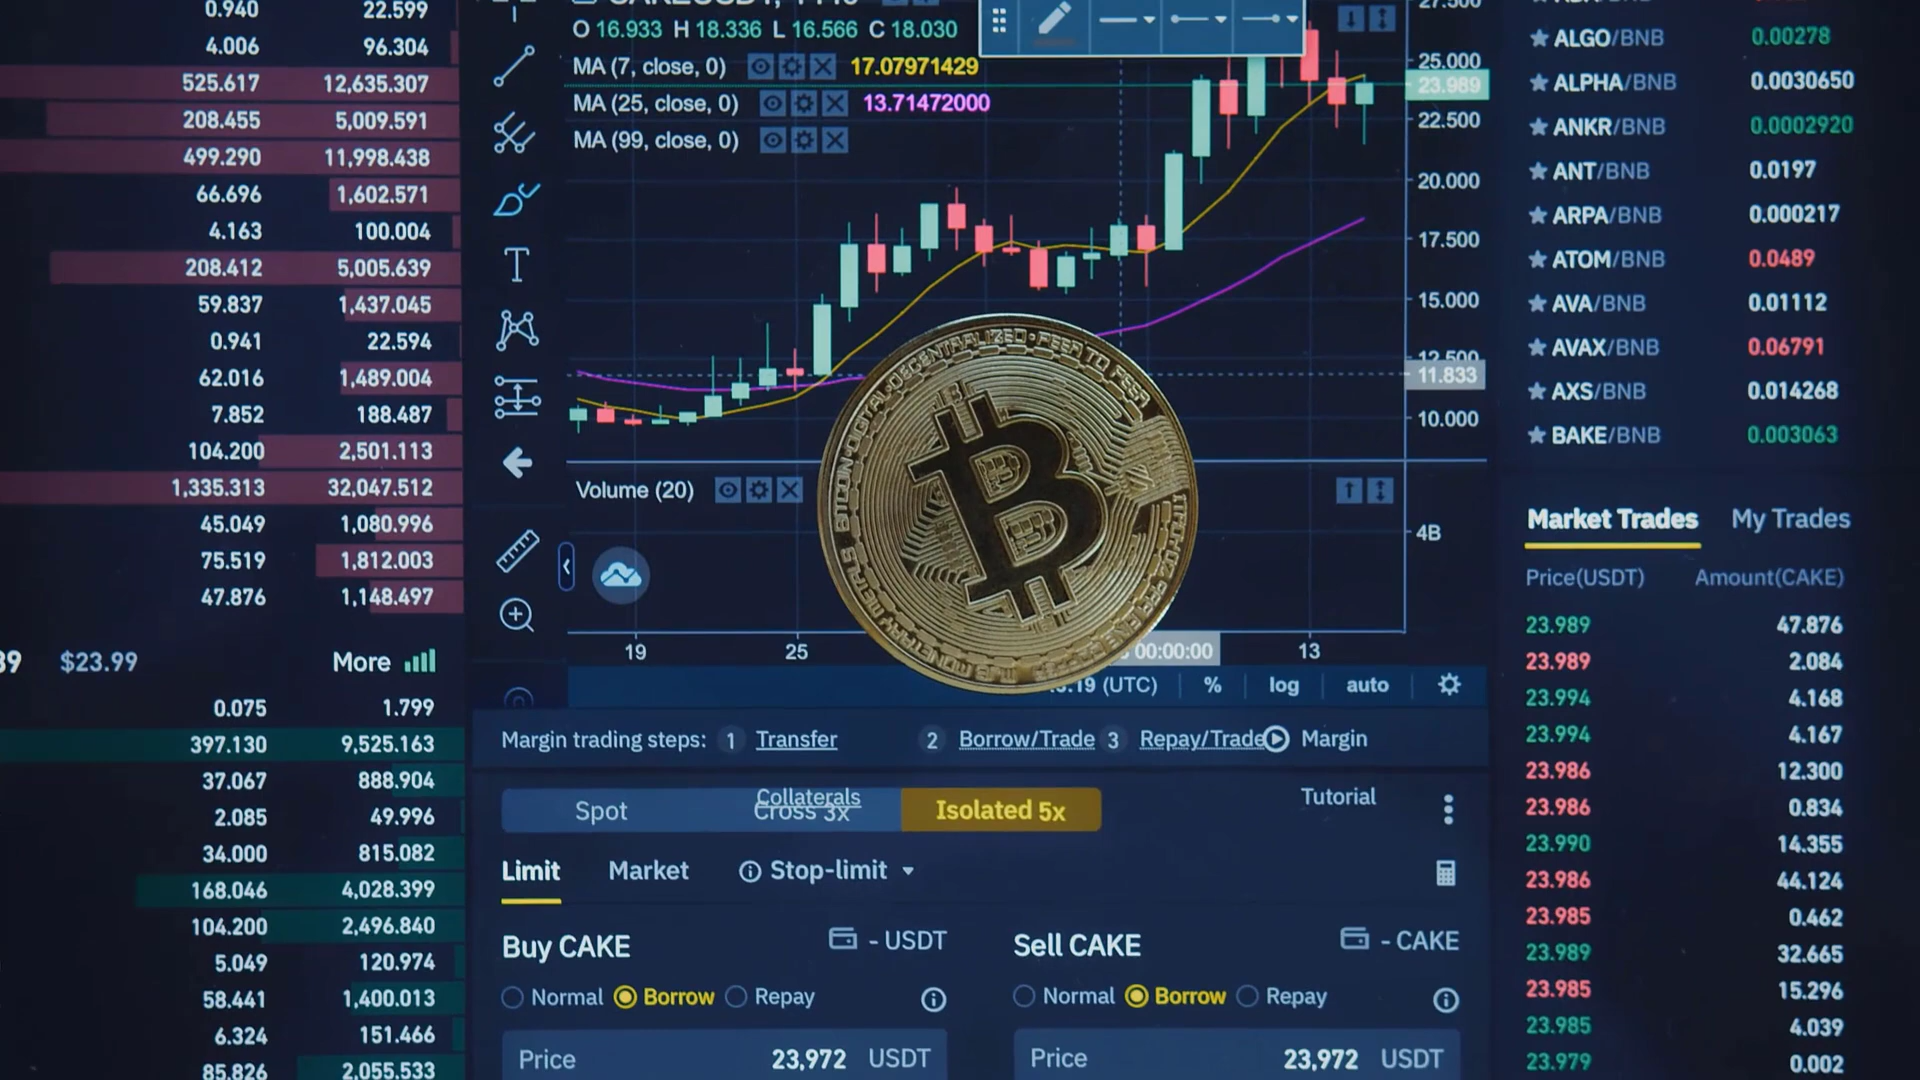 0.940 22.599
4.006 96.304
525.617 12,635.307
208.455 5,009.591
499.290 11,998.438
66.696 1,602.571
4.163 100.004
208.412 5,005.639
59.837 1,437.045
0.941 22.594
62.016 1,489.004
7.852 188.487
104.200 2,501.113
1,335.313 32,047.512
45.049 1,080.996
75.519 1,812.003
47.876 1,148.497
$23.99 More
0.075 1.799
397.130 9,525.163
37.067 888.904
2.085 49.996
34.000 815.082
168.046 4,028.399
104.200 2,496.840
5.049 120.974
58.441 1,400.013
6.324 151.466
85.826 2,055.533
O 16.933 H 18.336 L 16.566 C 18.030
MA (7, close, 0) 17.07971429
MA (25, close, 0) 13.71472000
MA (99, close, 0)
27.500
25.000
23.989
22.500
20.000
17.500
15.000
12.500
11.833
10.000
Volume (20)
4B
19 25 00:00:00 13
BITCOIN · DIGITAL · DECENTRALIZED · PEER TO PEER
(UTC) % log auto
Margin trading steps: 1 Transfer 2 Borrow/Trade 3 Repay/Trade Margin
Collaterals Tutorial
Spot Cross 3x Isolated 5x
Limit Market Stop-limit
Buy CAKE - USDT
Normal Borrow Repay
Price 23,972 USDT
Sell CAKE - CAKE
Normal Borrow Repay
Price 23,972 USDT
ALGO/BNB 0.00278
ALPHA/BNB 0.0030650
ANKR/BNB 0.0002920
ANT/BNB 0.0197
ARPA/BNB 0.000217
ATOM/BNB 0.0489
AVA/BNB 0.01112
AVAX/BNB 0.06791
AXS/BNB 0.014268
BAKE/BNB 0.003063
Market Trades My Trades
Price(USDT) Amount(CAKE)
23.989 47.876
23.989 2.084
23.994 4.168
23.994 4.167
23.986 12.300
23.986 0.834
23.990 14.355
23.986 44.124
23.985 0.462
23.989 32.665
23.985 15.296
23.985 4.039
23.979 0.002